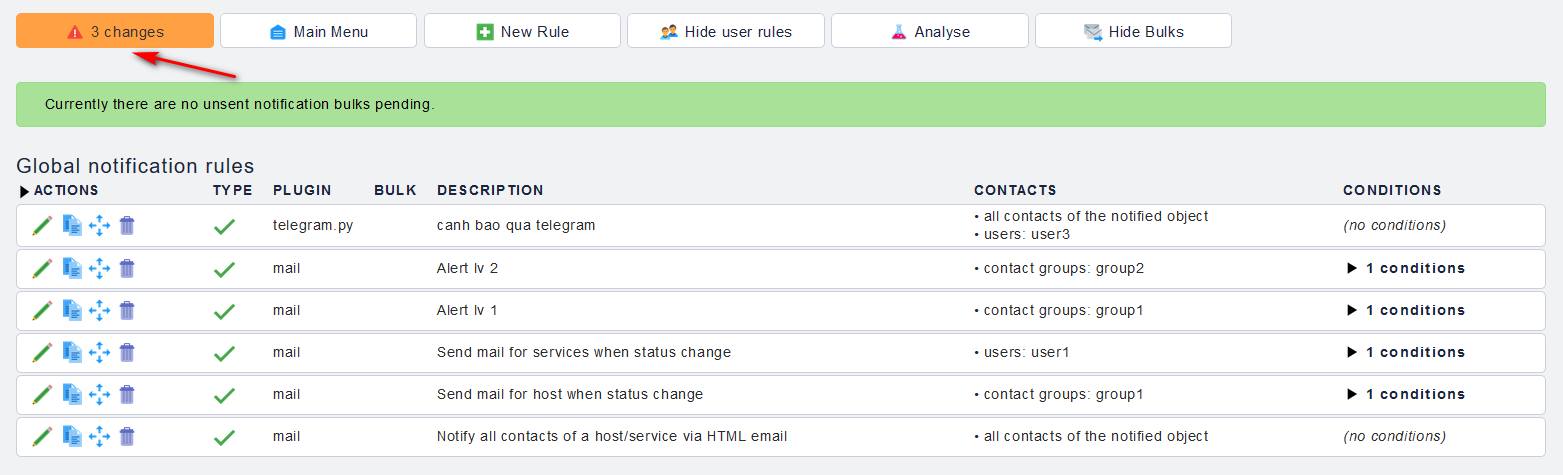 3 changes Main Menu New Rule Hide user rules Analyse Hide Bulks
Currently there are no unsent notification bulks pending.
Global notification rules
ACTIONS TYPE PLUGIN BULK DESCRIPTION CONTACTS CONDITIONS
telegram.py canh bao qua telegram • all contacts of the notified object • users: user3 (no conditions)
mail Alert lv 2 • contact groups: group2 1 conditions
mail Alert lv 1 • contact groups: group1 1 conditions
mail Send mail for services when status change • users: user1 1 conditions
mail Send mail for host when status change • contact groups: group1 1 conditions
mail Notify all contacts of a host/service via HTML email • all contacts of the notified object (no conditions)